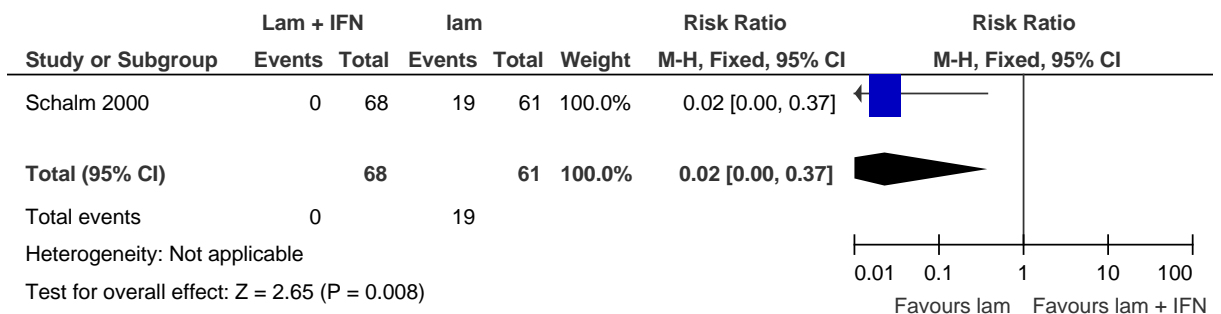 Lam + IFN lam Risk Ratio Risk Ratio
Study or Subgroup Events Total Events Total Weight M-H, Fixed, 95% CI M-H, Fixed, 95% CI
Schalm 2000 0 68 19 61 100.0% 0.02 [0.00, 0.37]
Total (95% CI) 68 61 100.0% 0.02 [0.00, 0.37]
Total events 0 19
Heterogeneity: Not applicable
Test for overall effect: Z = 2.65 (P = 0.008)
0.01 0.1 1 10 100
Favours lam Favours lam + IFN